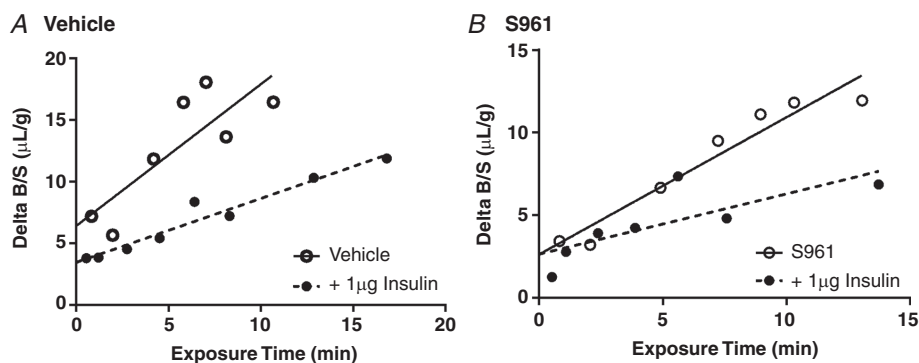 A Vehicle
20
15
10
5
0
Delta B/S (μL/g)
0 5 10 15 20
Exposure Time (min)
Vehicle
+ 1μg Insulin
B S961
15
10
5
0
Delta B/S (μL/g)
0 5 10 15
Exposure Time (min)
S961
+ 1μg Insulin